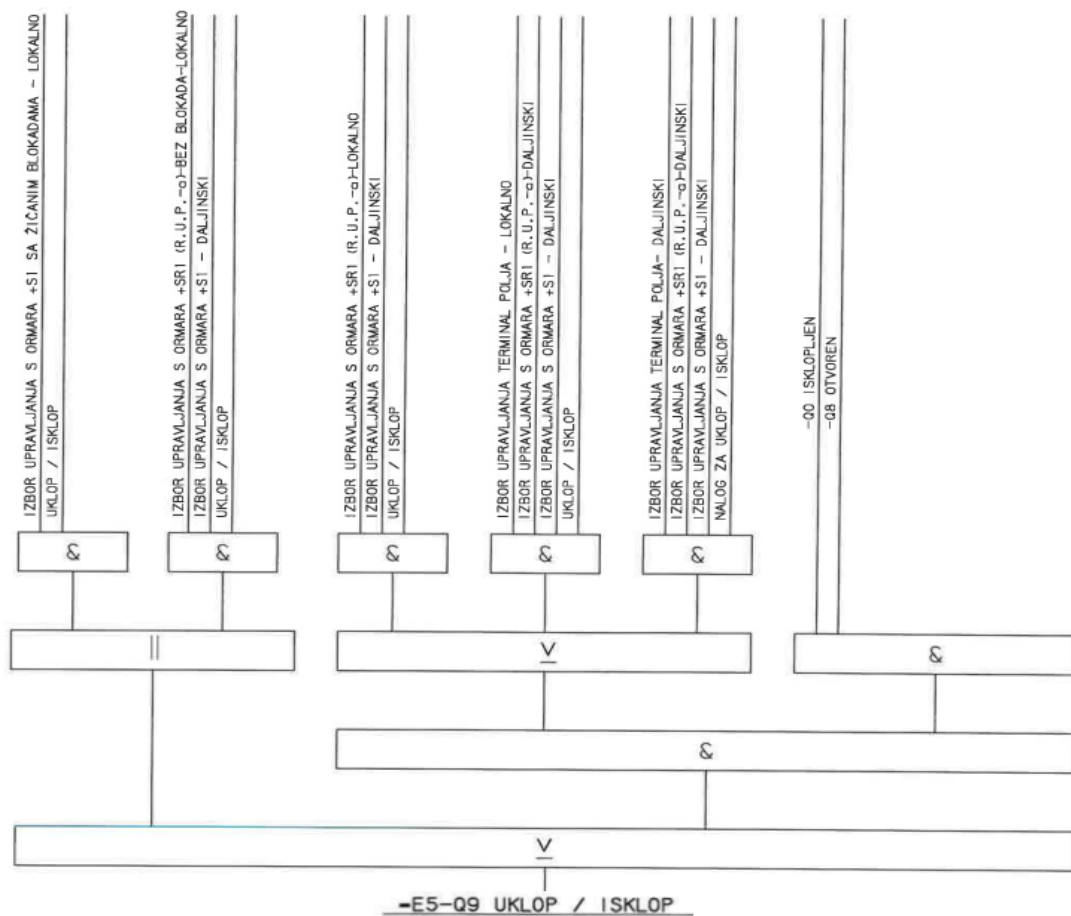 IZBOR UPRAVLJANJA S ORMARA +S1 SA ŽIČANIM BLOKADAMA - LOKALNO
UKLOP / ISKLOP
IZBOR UPRAVLJANJA S ORMARA +SR1 (R.U.P.-a)-BEZ BLOKADA-LOKALNO
IZBOR UPRAVLJANJA S ORMARA +S1 - DALJINSKI
UKLOP / ISKLOP
IZBOR UPRAVLJANJA S ORMARA +SR1 (R.U.P.-a)-LOKALNO
IZBOR UPRAVLJANJA S ORMARA +S1 - DALJINSKI
UKLOP / ISKLOP
IZBOR UPRAVLJANJA TERMINAL POLJA - LOKALNO
IZBOR UPRAVLJANJA S ORMARA +SR1 (R.U.P.-a)-DALJINSKI
IZBOR UPRAVLJANJA S ORMARA +S1 - DALJINSKI
UKLOP / ISKLOP
IZBOR UPRAVLJANJA TERMINAL POLJA- DALJINSKI
IZBOR UPRAVLJANJA S ORMARA +SR1 (R.U.P.-a)-DALJINSKI
IZBOR UPRAVLJANJA S ORMARA +S1 - DALJINSKI
NALOG ZA UKLOP / ISKLOP
-Q0 ISKLOPLJEN
-Q8 OTVOREN
&
&
&
&
&
||
V
&
&
V
-E5-Q9 UKLOP / ISKLOP